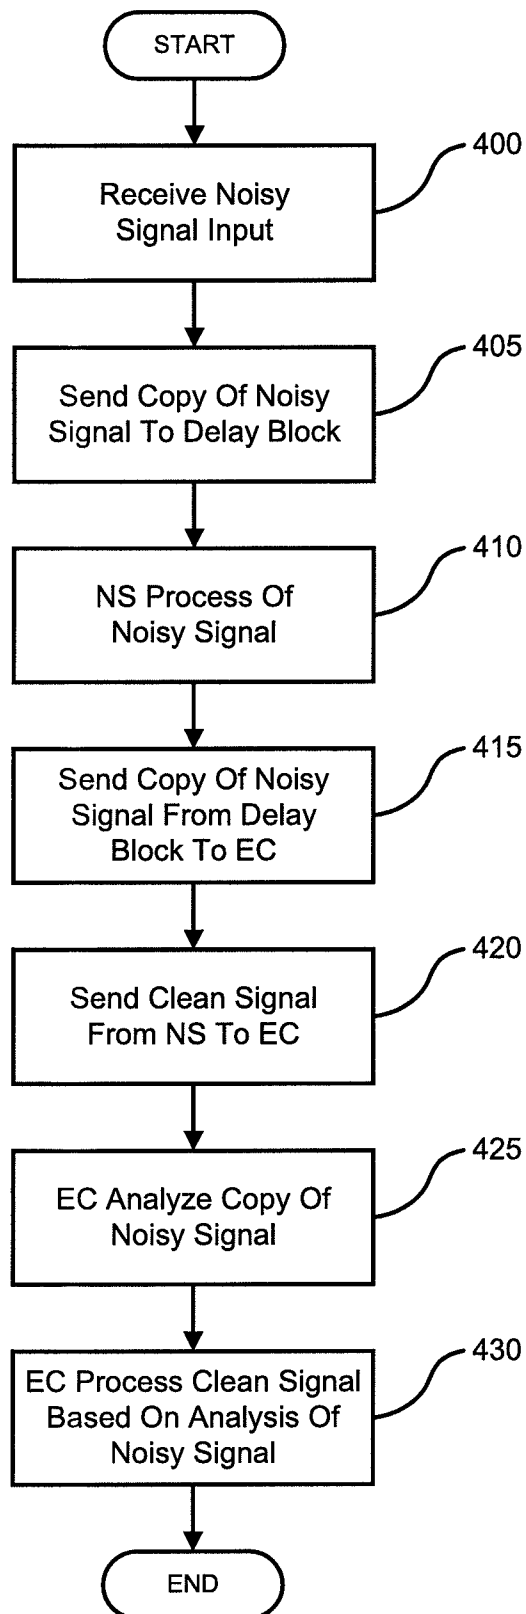 START
400
Receive Noisy
Signal Input
405
Send Copy Of Noisy
Signal To Delay Block
410
NS Process Of
Noisy Signal
415
Send Copy Of Noisy
Signal From Delay
Block To EC
420
Send Clean Signal
From NS To EC
425
EC Analyze Copy Of
Noisy Signal
430
EC Process Clean Signal
Based On Analysis Of
Noisy Signal
END